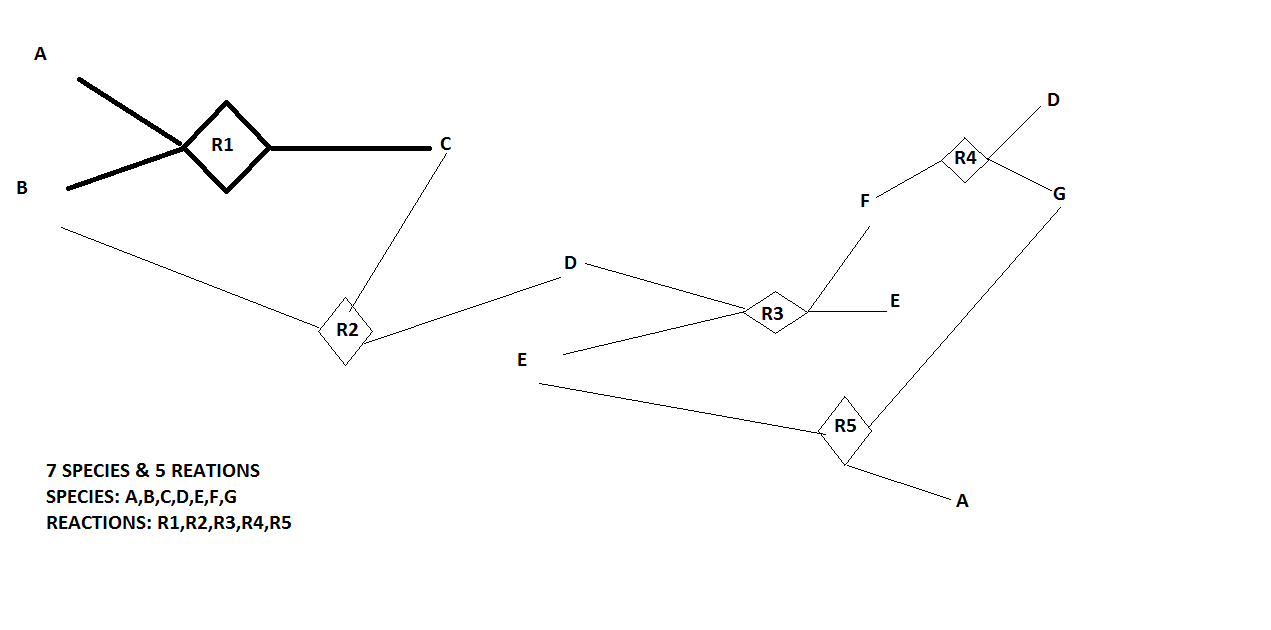 A
D
R1
C
R4
B
F
G
D
E
R3
R2
E
R5
7 SPECIES & 5 REATIONS
SPECIES: A,B,C,D,E,F,G
A
REACTIONS: R1,R2,R3,R4,R5